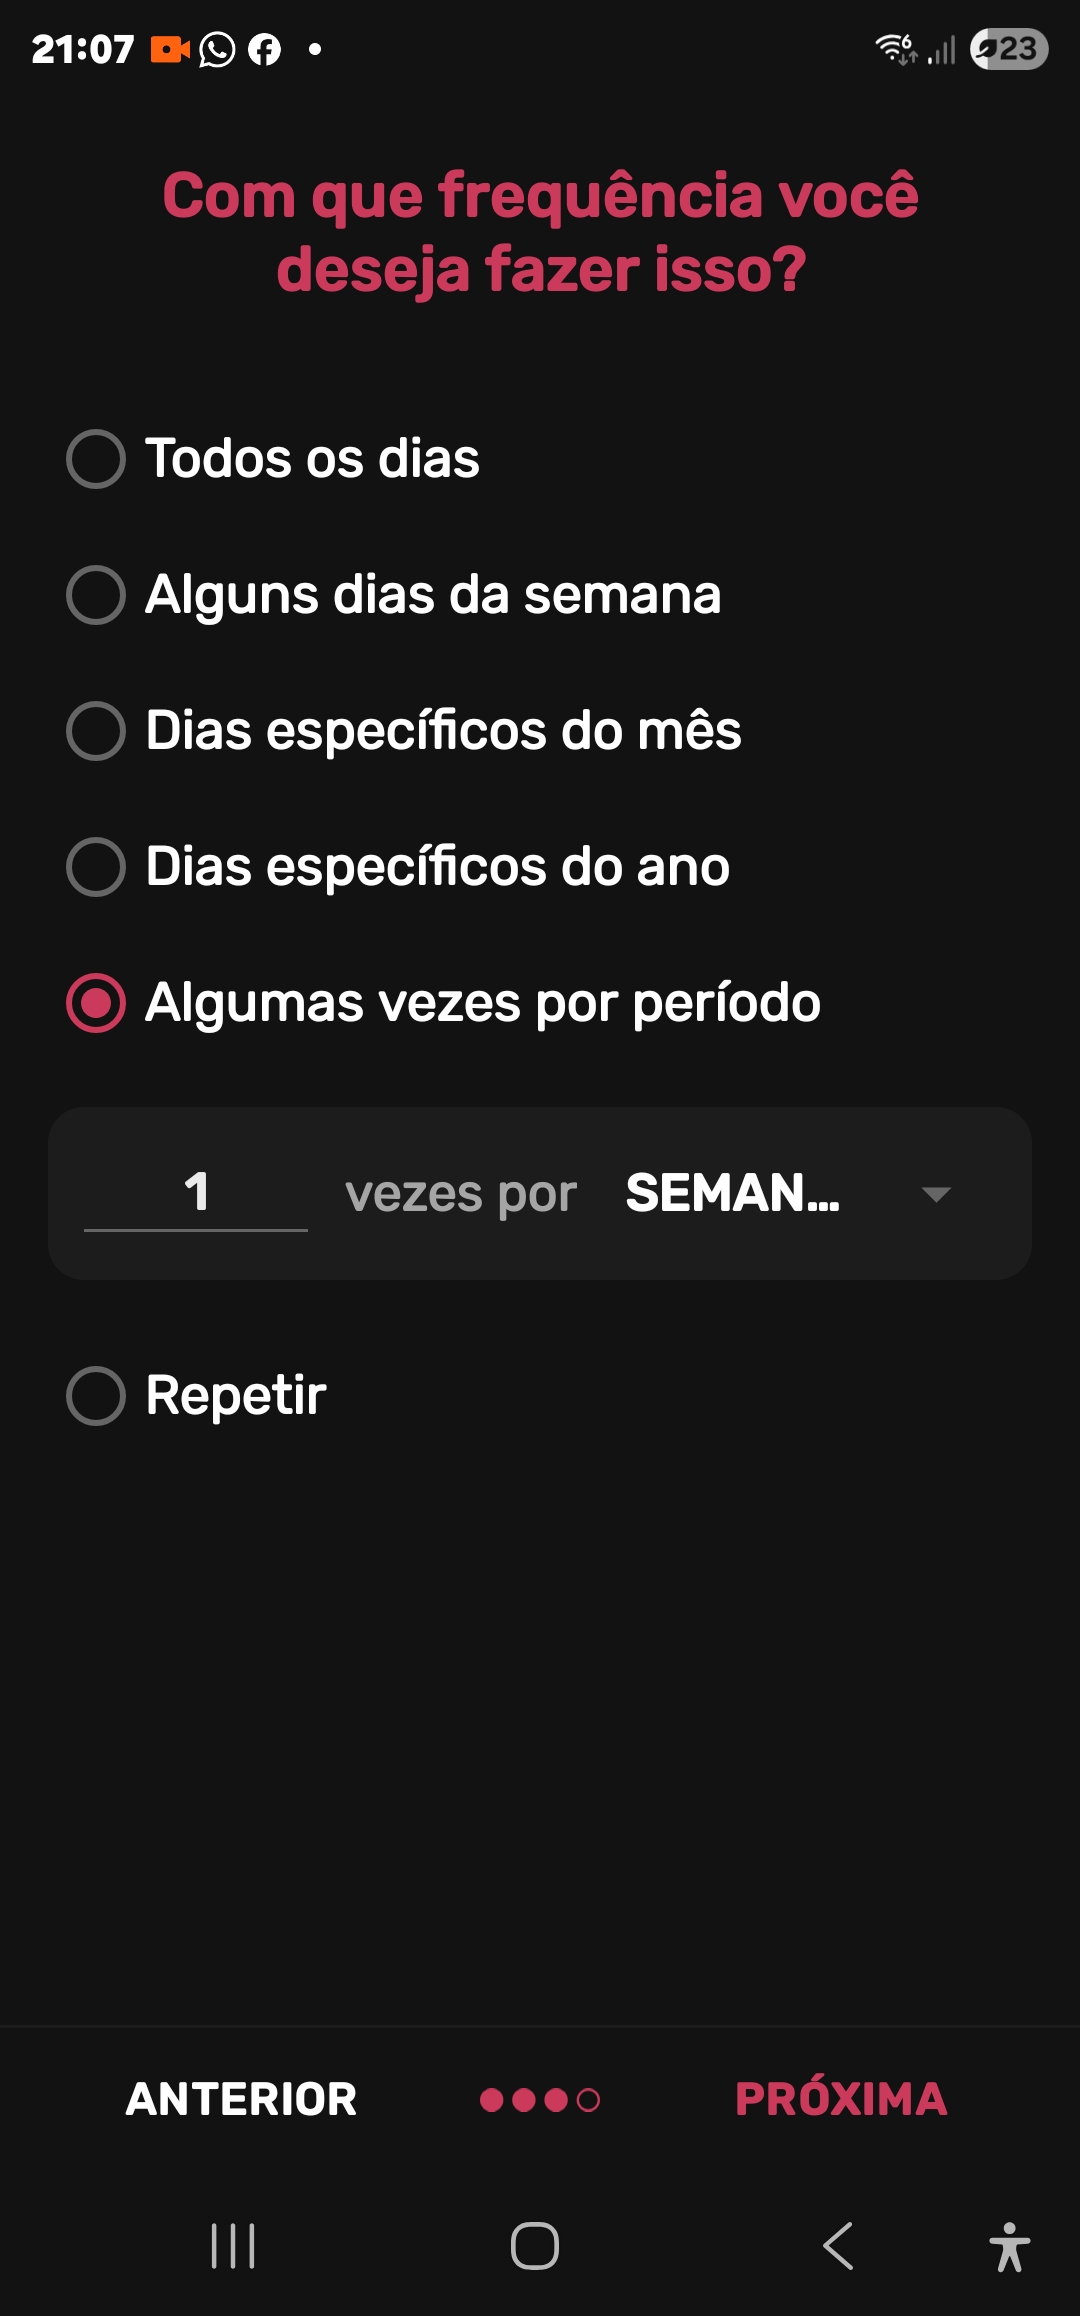 21:07
6
23
Com que frequência você
deseja fazer isso?
Todos os dias
Alguns dias da semana
Dias específicos do mês
Dias específicos do ano
Algumas vezes por período
1 vezes por SEMAN...
Repetir
ANTERIOR
PRÓXIMA